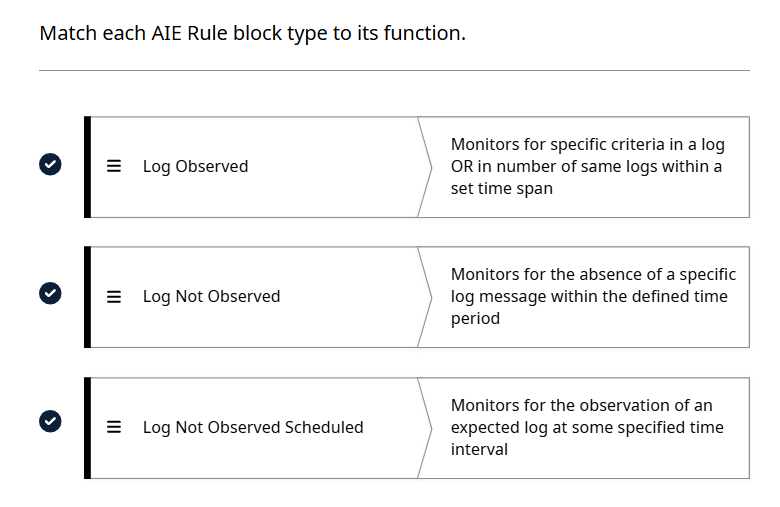 Match each AIE Rule block type to its function.
Log Observed
Monitors for specific criteria in a log
OR in number of same logs within a
set time span
Log Not Observed
Monitors for the absence of a specific
log message within the defined time
period
Log Not Observed Scheduled
Monitors for the observation of an
expected log at some specified time
interval